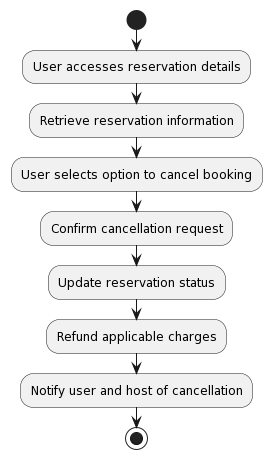 User accesses reservation details
Retrieve reservation information
User selects option to cancel booking
Confirm cancellation request
Update reservation status
Refund applicable charges
Notify user and host of cancellation